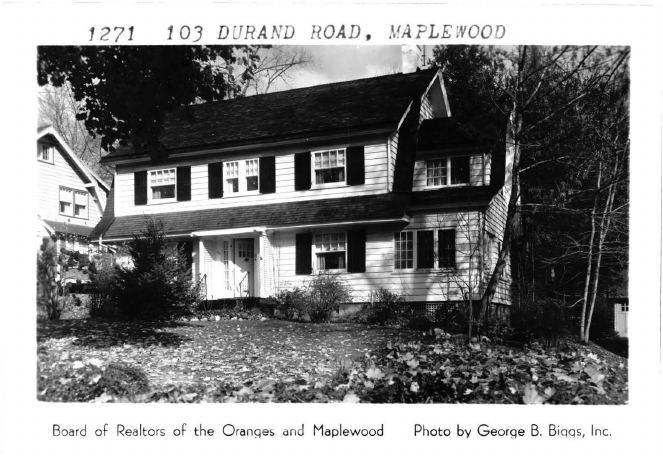 1271 103 DURAND ROAD, MAPLEWOOD
Board of Realtors of the Oranges and Maplewood Photo by George B. Biggs, Inc.